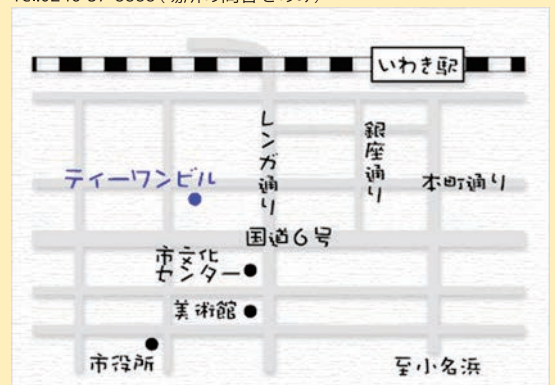 いわき駅
レンガ通り
銀座通り
本町通り
ティーワンビル
国道6号
市文化
センター
美術館
市役所
至小名浜